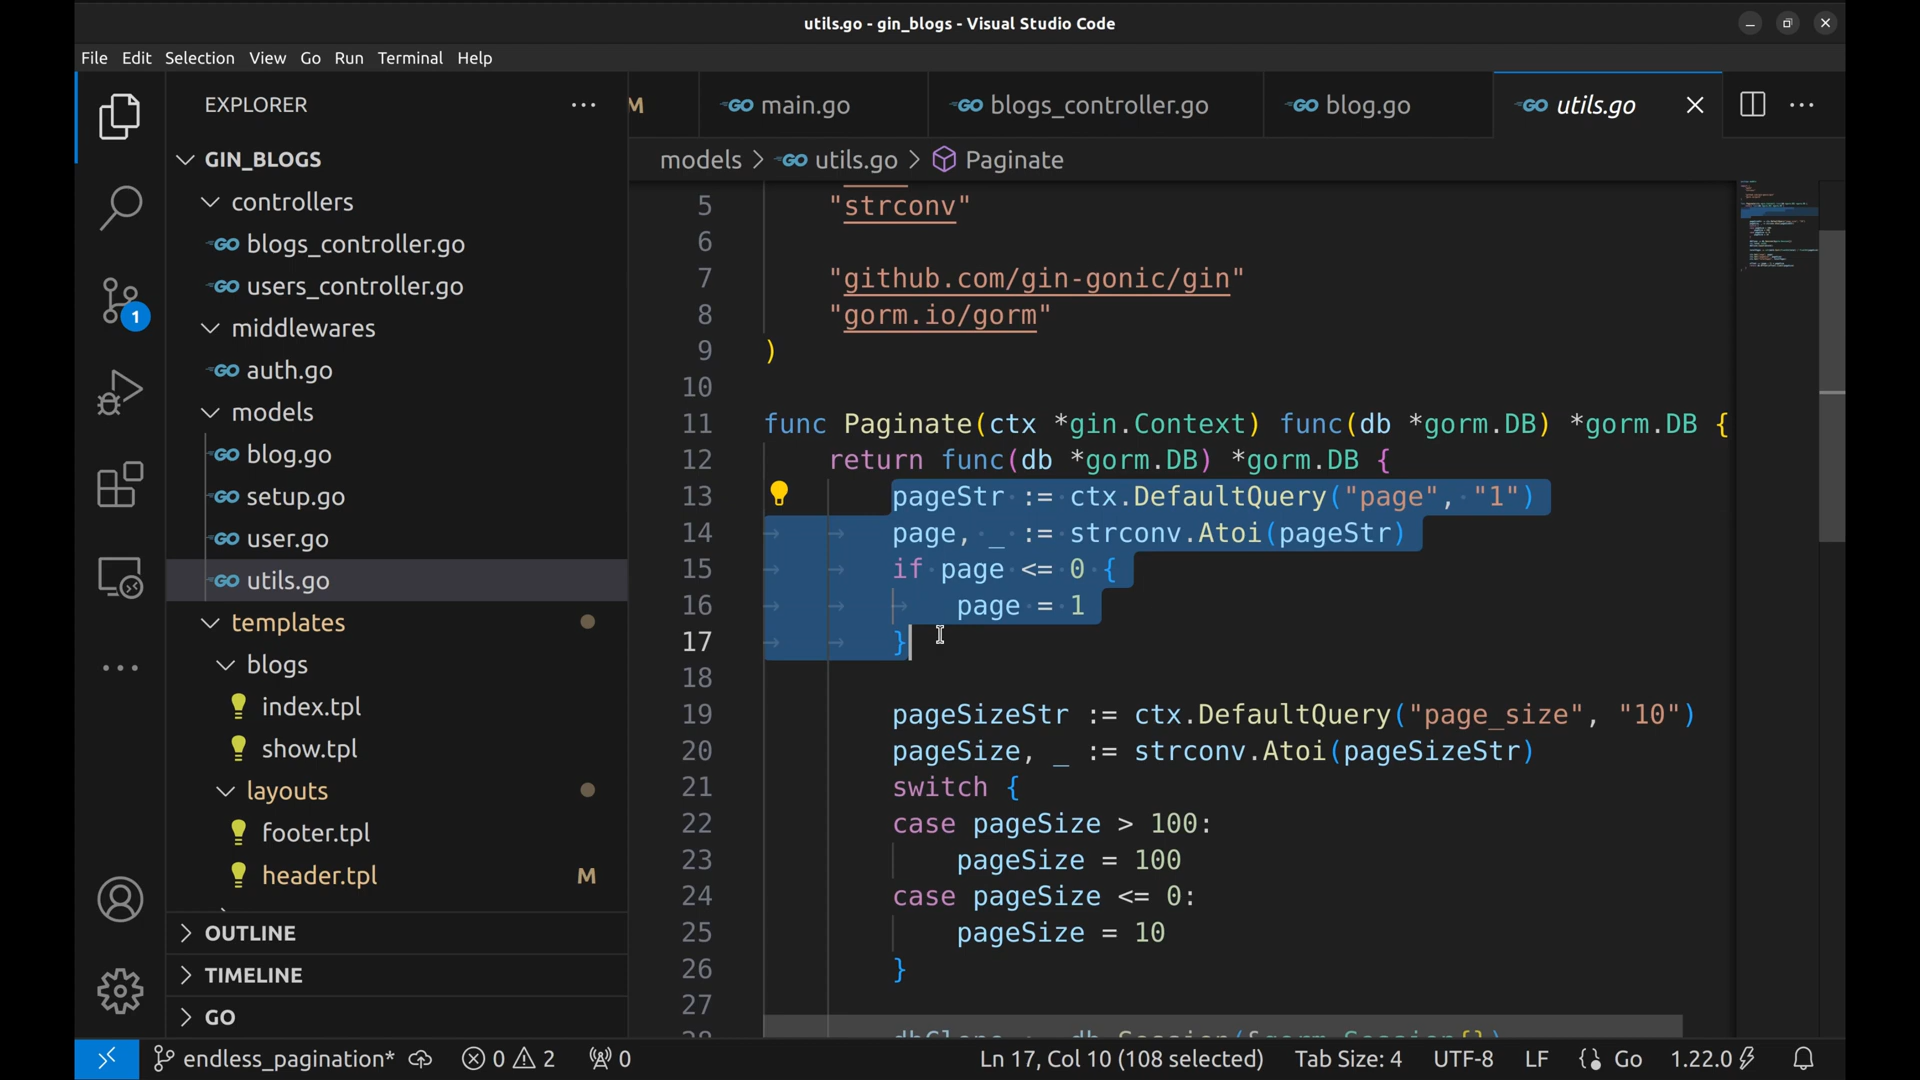 utils.go - gin_blogs - Visual Studio Code
File Edit Selection View Go Run Terminal Help
EXPLORER
GIN_BLOGS
controllers
blogs_controller.go
users_controller.go
middlewares
auth.go
models
blog.go
setup.go
user.go
utils.go
templates
blogs
index.tpl
show.tpl
layouts
footer.tpl
header.tpl M
OUTLINE
TIMELINE
GO
1
M main.go blogs_controller.go blog.go utils.go
models > utils.go > Paginate
5 "strconv"
6
7 "github.com/gin-gonic/gin"
8 "gorm.io/gorm"
9 )
10
11 func Paginate(ctx *gin.Context) func(db *gorm.DB) *gorm.DB {
12 return func(db *gorm.DB) *gorm.DB {
13 pageStr := ctx.DefaultQuery("page", "1")
14 page, _ := strconv.Atoi(pageStr)
15 if page <= 0 {
16 page = 1
17 }
18
19 pageSizeStr := ctx.DefaultQuery("page_size", "10")
20 pageSize, _ := strconv.Atoi(pageSizeStr)
21 switch {
22 case pageSize > 100:
23 pageSize = 100
24 case pageSize <= 0:
25 pageSize = 10
26 }
27
28 dbClone := db.Session(&gorm.Session{})
endless_pagination* 0 2 0 Ln 17, Col 10 (108 selected) Tab Size: 4 UTF-8 LF Go 1.22.0